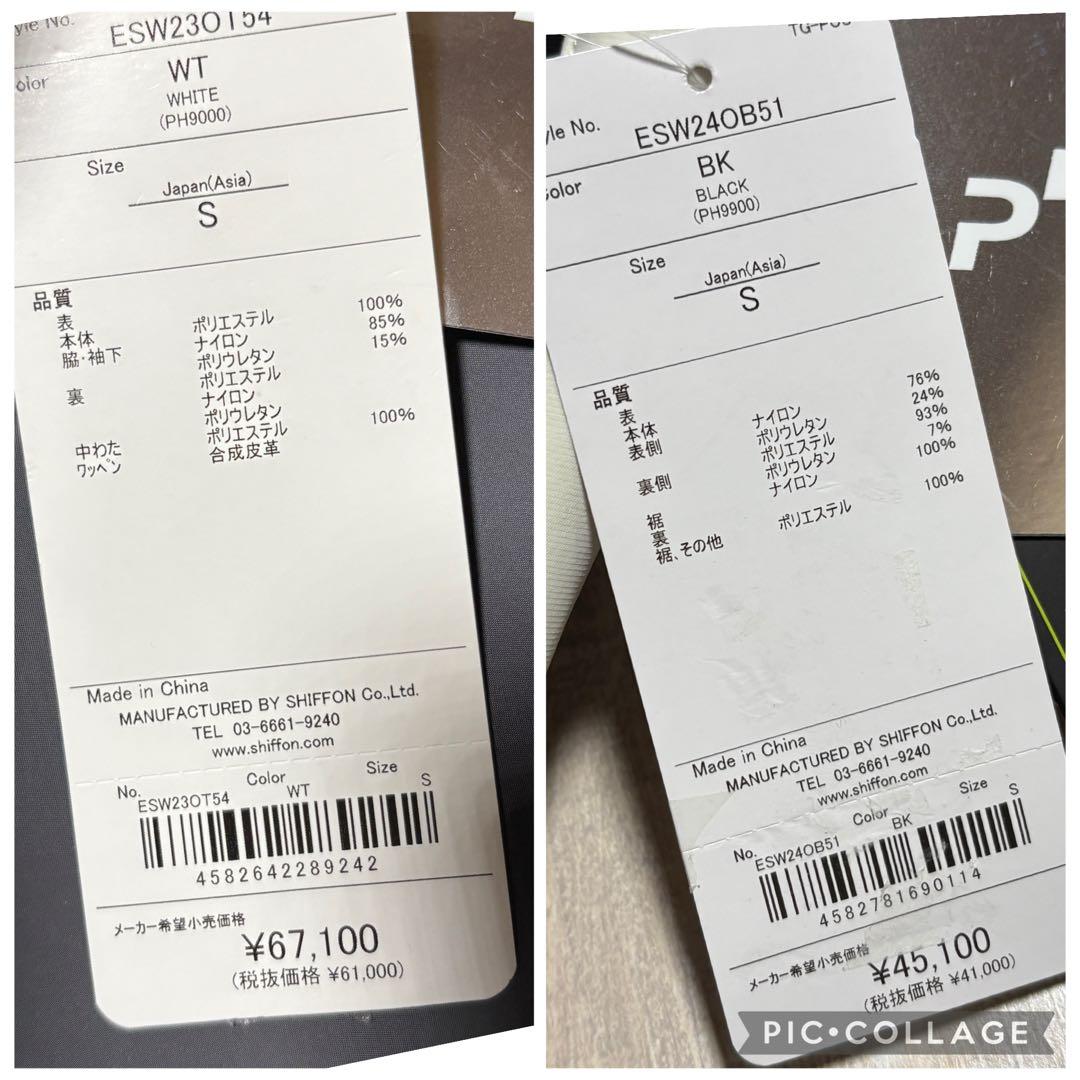 yle No. ESW23OT54
olor WT
WHITE
(PH9000)
Size
Japan(Asia)
S
品質
表
本体 ポリエステル 100%
脇・袖下 ナイロン 85%
ポリウレタン 15%
裏 ポリエステル
ナイロン
ポリウレタン
中わた ポリエステル 100%
ワッペン 合成皮革
Made in China
MANUFACTURED BY SHIFFON Co.,Ltd.
TEL 03-6661-9240
www.shiffon.com
No. Color Size
ESW23OT54 WT S
4582642289242
メーカー希望小売価格
¥67,100
(税抜価格 ¥61,000)
yle No. ESW24OB51
olor BK
BLACK
(PH9900)
Size
Japan(Asia)
S
品質
表
本体 ナイロン 76%
表側 ポリウレタン 24%
ポリエステル 93%
裏側 ポリウレタン 7%
ナイロン 100%
裾
裏 ポリエステル 100%
裾、その他
Made in China
MANUFACTURED BY SHIFFON Co.,Ltd.
TEL 03-6661-9240
www.shiffon.com
No. Color Size
ESW24OB51 BK S
4582781690114
メーカー希望小売価格
¥45,100
(税抜価格 ¥41,000)
P
PIC•COLLAGE